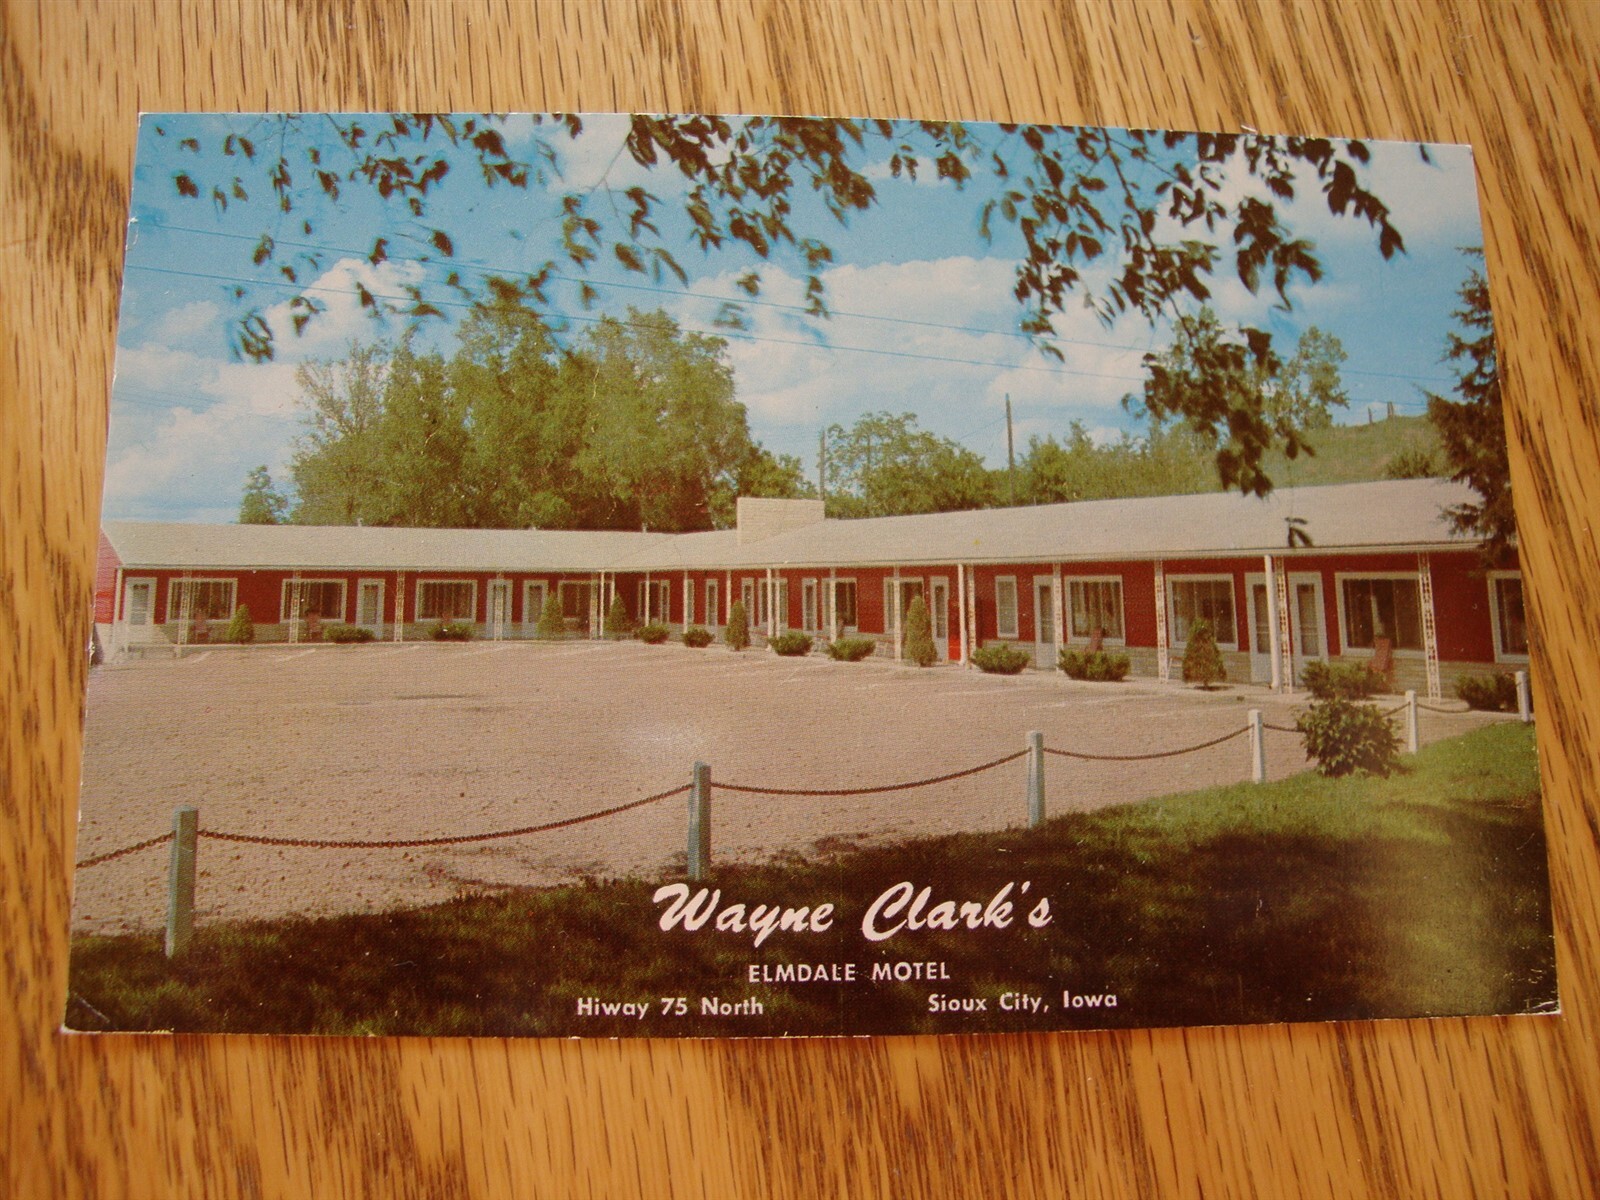 Wayne Clark's
ELMDALE MOTEL
Hiway 75 North Sioux City, Iowa